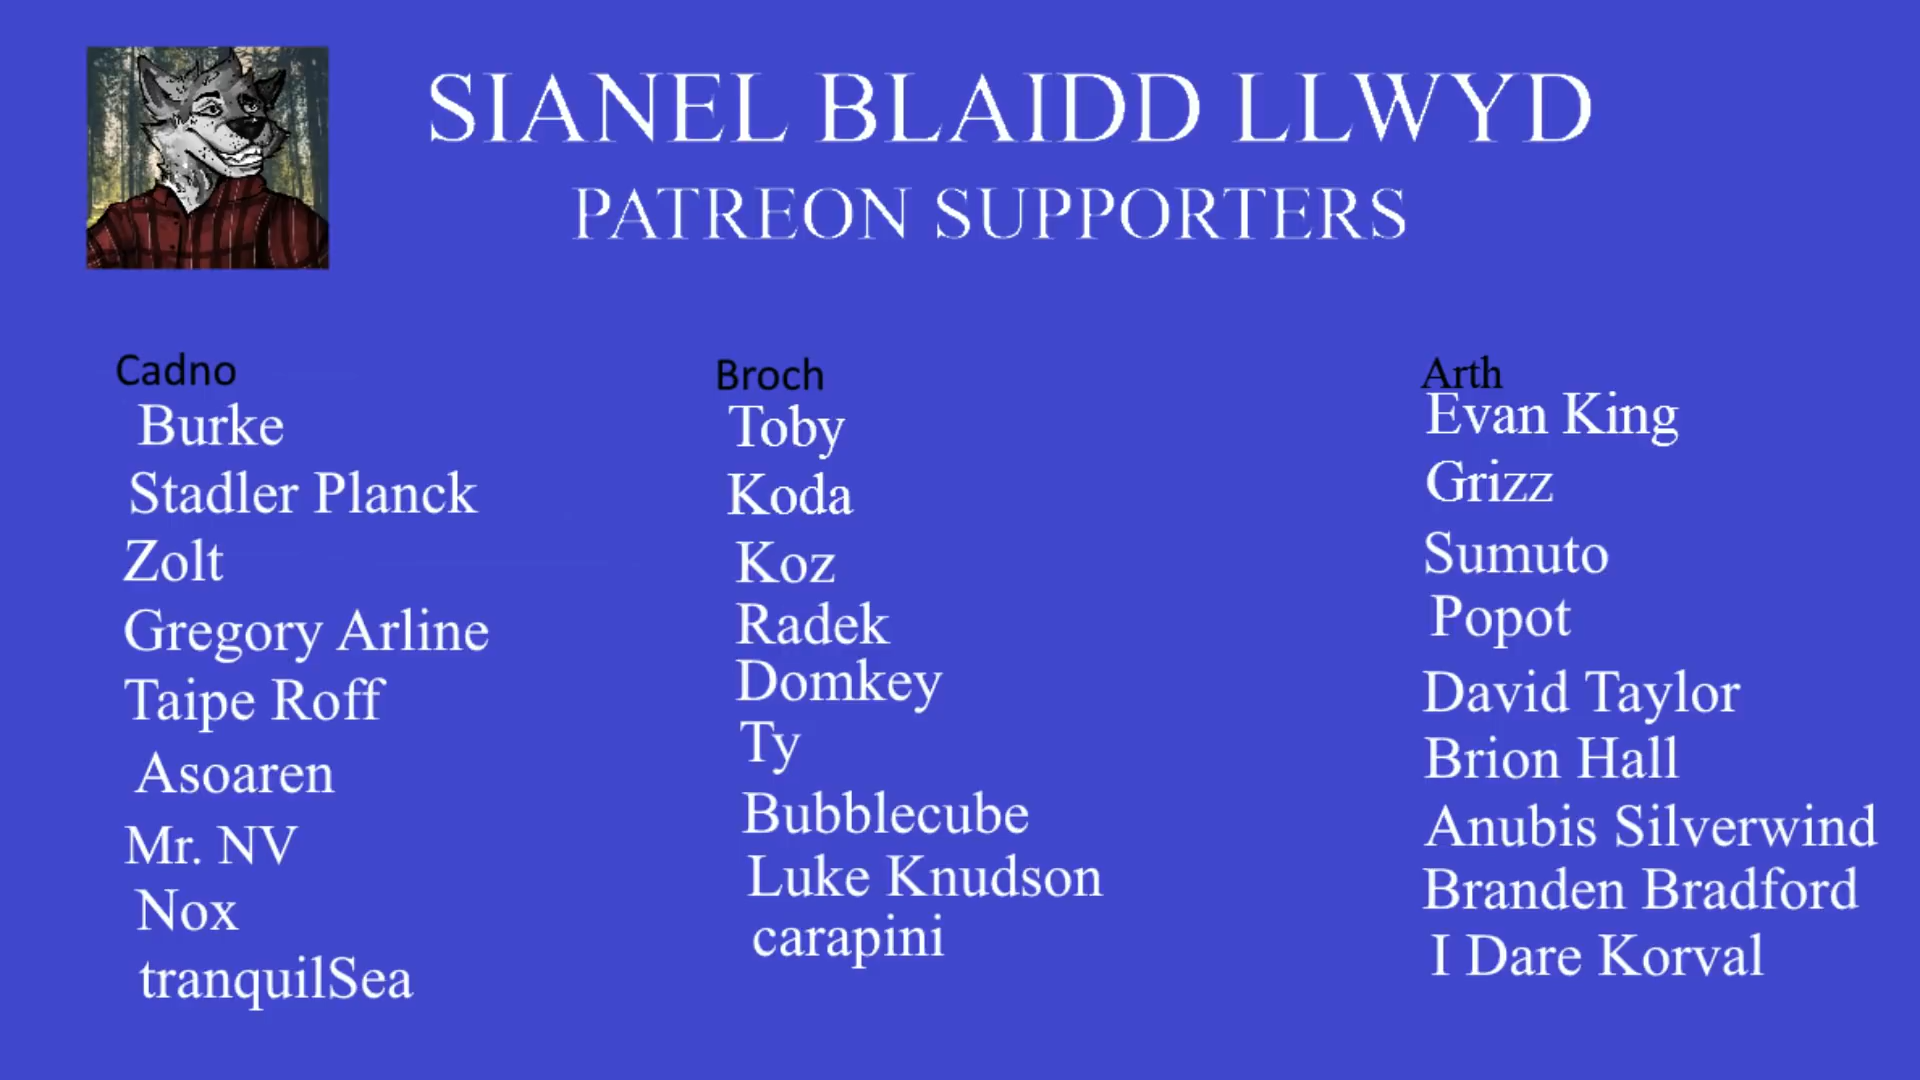 SIANEL BLAIDD LLWYD
PATREON SUPPORTERS
Cadno
Burke
Stadler Planck
Zolt
Gregory Arline
Taipe Roff
Asoaren
Mr. NV
Nox
tranquilSea
Broch
Toby
Koda
Koz
Radek
Domkey
Ty
Bubblecube
Luke Knudson
carapini
Arth
Evan King
Grizz
Sumuto
Popot
David Taylor
Brion Hall
Anubis Silverwind
Branden Bradford
I Dare Korval